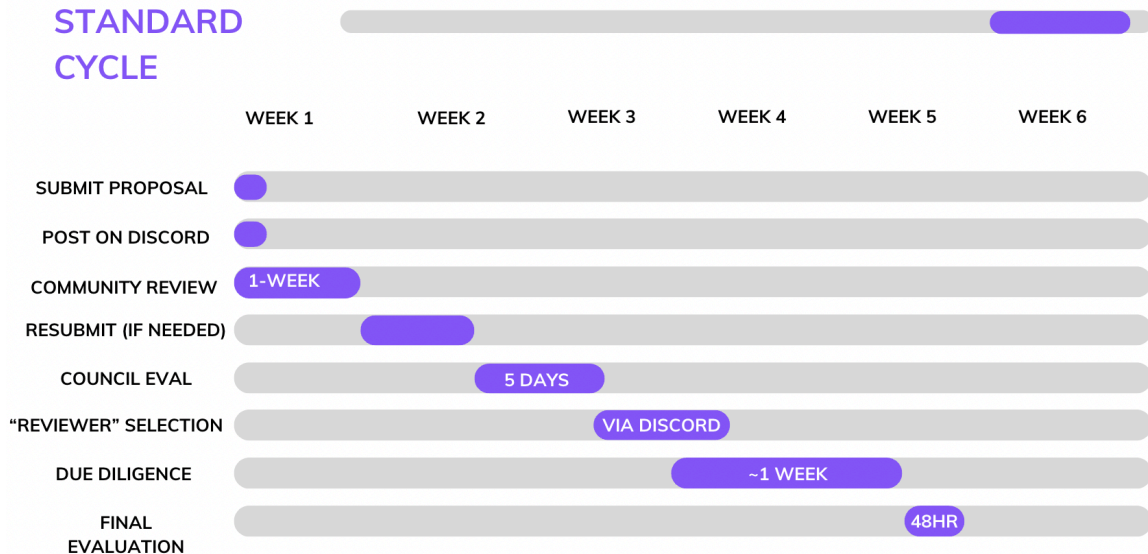 STANDARD
CYCLE
WEEK 1
WEEK 2
WEEK 3
WEEK 4
WEEK 5
WEEK 6
SUBMIT PROPOSAL
POST ON DISCORD
COMMUNITY REVIEW
1-WEEK
RESUBMIT (IF NEEDED)
COUNCIL EVAL
5 DAYS
“REVIEWER” SELECTION
VIA DISCORD
DUE DILIGENCE
~1 WEEK
FINAL
EVALUATION
48HR